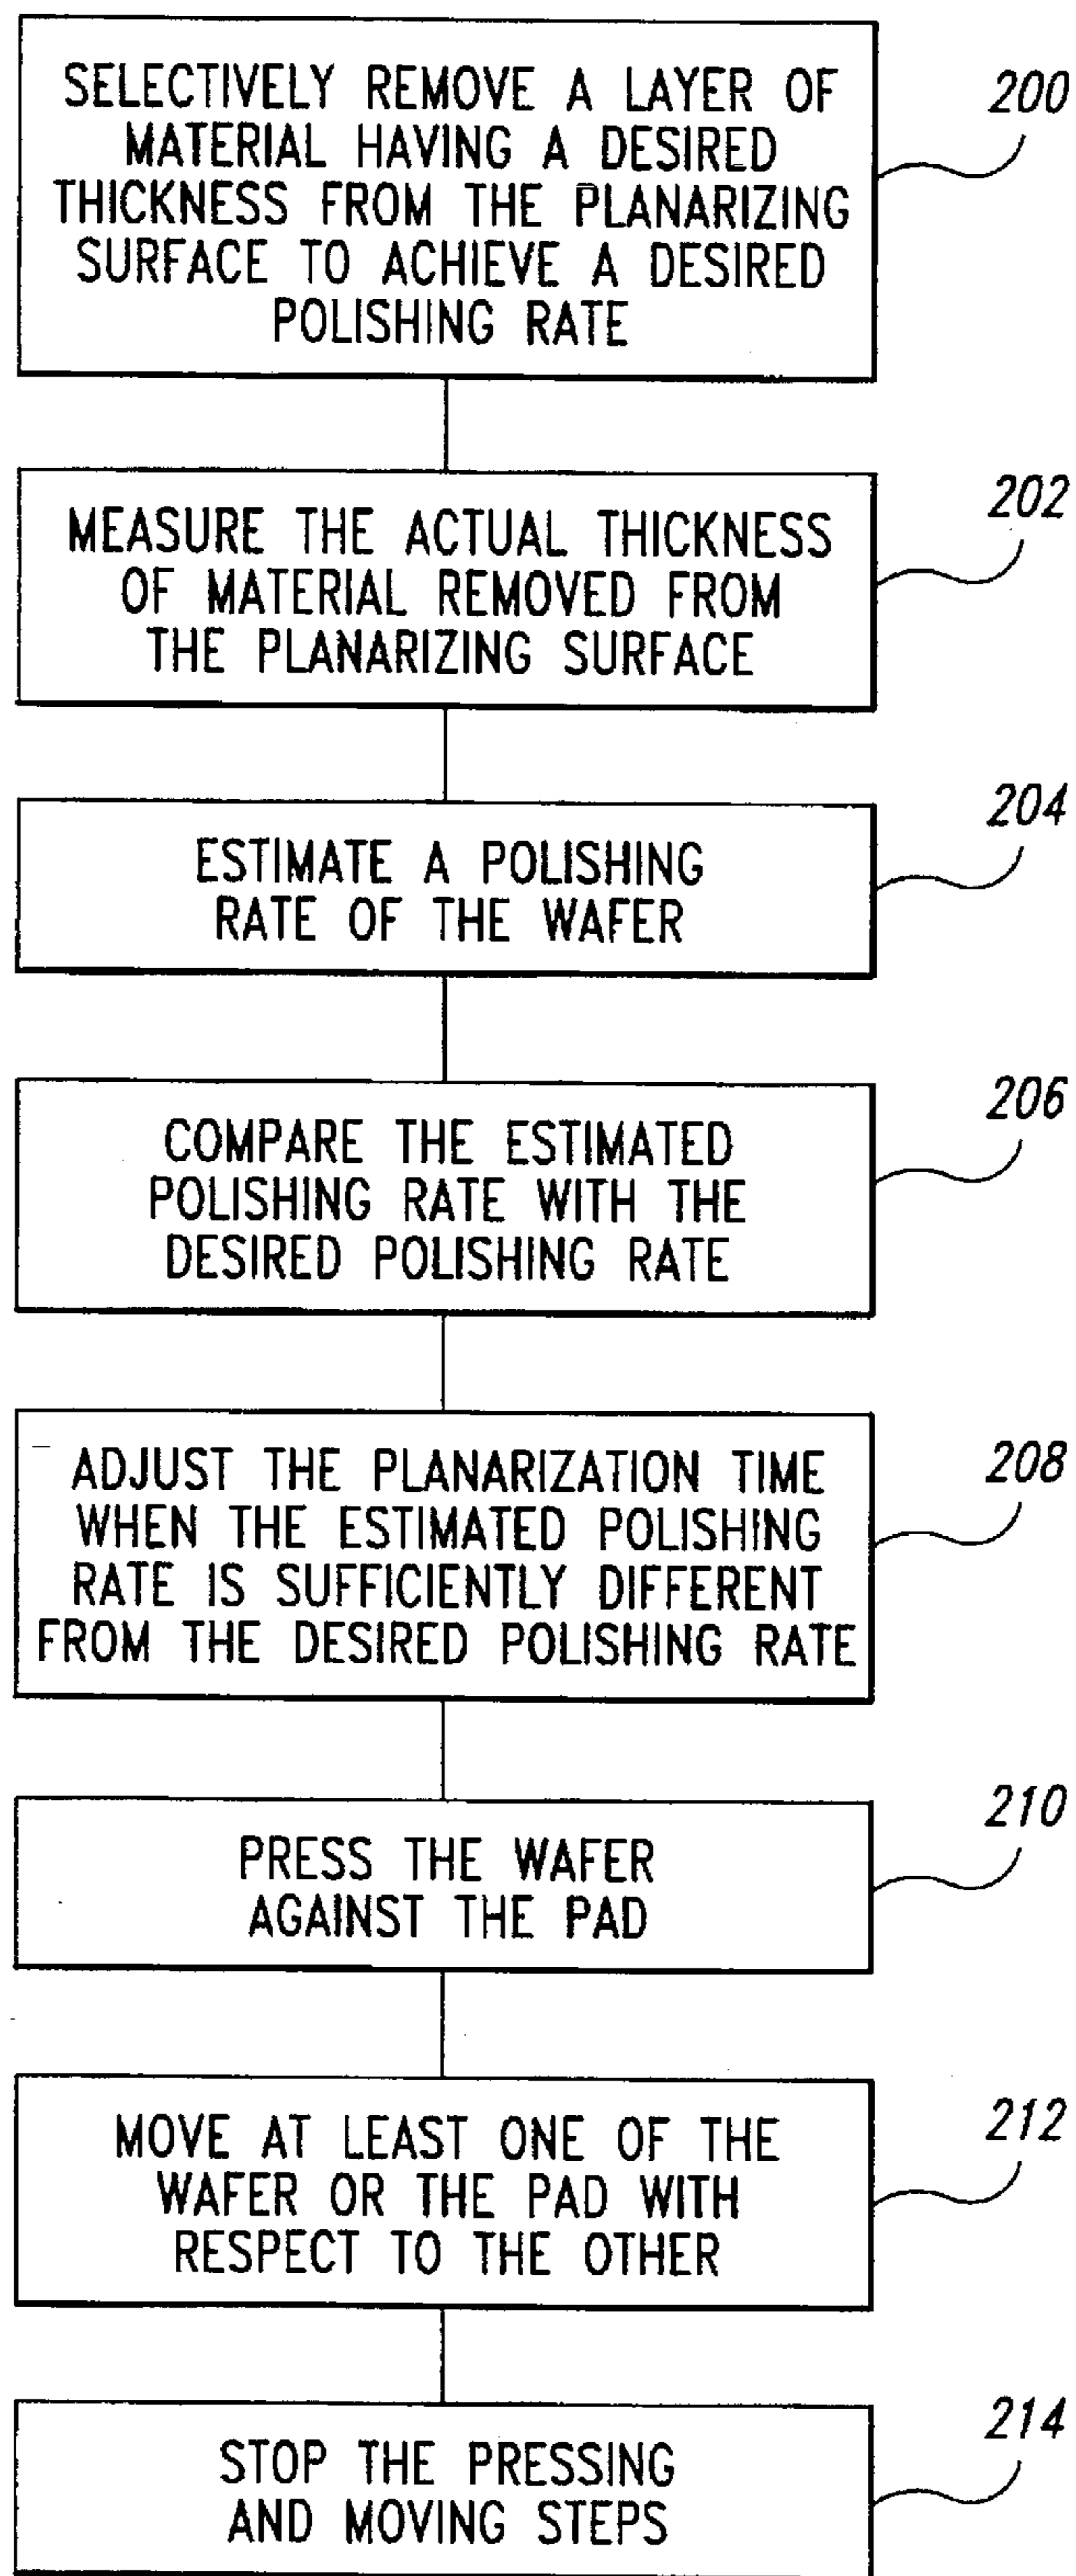 SELECTIVELY REMOVE A LAYER OF
MATERIAL HAVING A DESIRED
THICKNESS FROM THE PLANARIZING
SURFACE TO ACHIEVE A DESIRED
POLISHING RATE
200
MEASURE THE ACTUAL THICKNESS
OF MATERIAL REMOVED FROM
THE PLANARIZING SURFACE
202
ESTIMATE A POLISHING
RATE OF THE WAFER
204
COMPARE THE ESTIMATED
POLISHING RATE WITH THE
DESIRED POLISHING RATE
206
ADJUST THE PLANARIZATION TIME
WHEN THE ESTIMATED POLISHING
RATE IS SUFFICIENTLY DIFFERENT
FROM THE DESIRED POLISHING RATE
208
PRESS THE WAFER
AGAINST THE PAD
210
MOVE AT LEAST ONE OF THE
WAFER OR THE PAD WITH
RESPECT TO THE OTHER
212
STOP THE PRESSING
AND MOVING STEPS
214